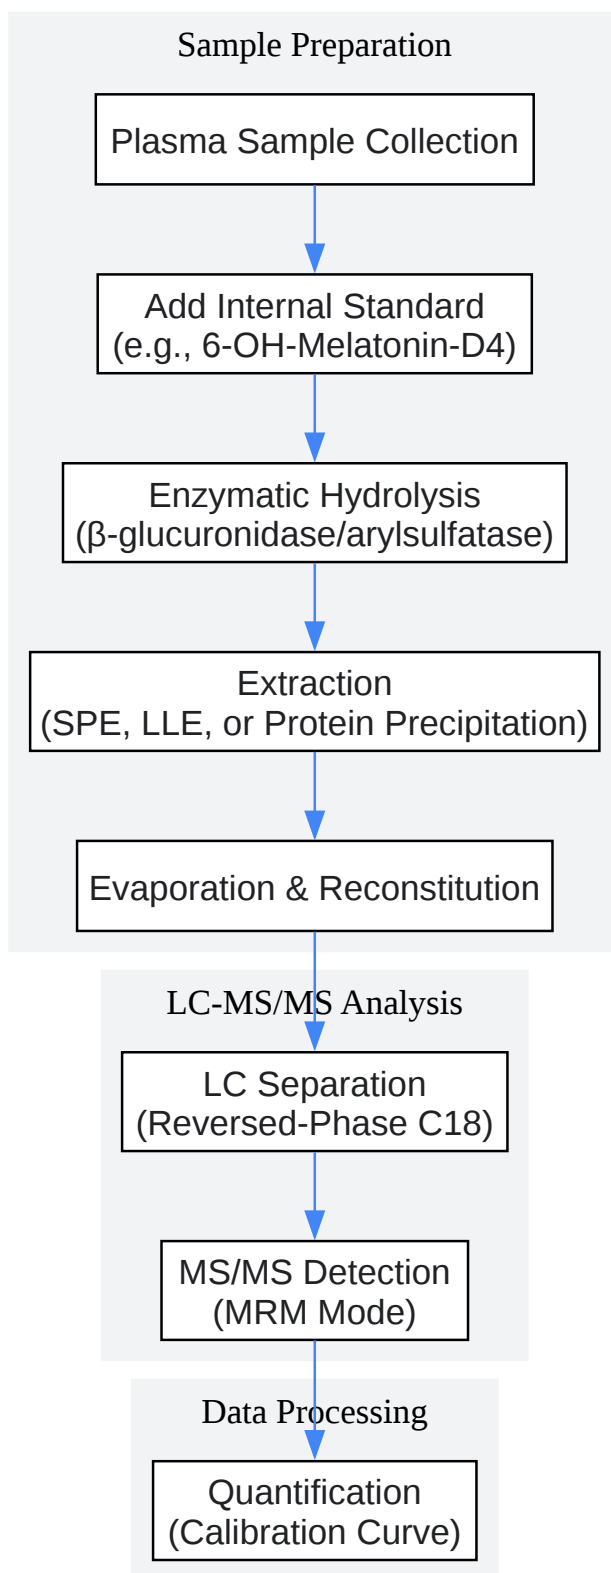 Sample Preparation
Plasma Sample Collection
Add Internal Standard
(e.g., 6-OH-Melatonin-D4)
Enzymatic Hydrolysis
(β-glucuronidase/arylsulfatase)
Extraction
(SPE, LLE, or Protein Precipitation)
Evaporation & Reconstitution
LC-MS/MS Analysis
LC Separation
(Reversed-Phase C18)
MS/MS Detection
(MRM Mode)
Data Processing
Quantification
(Calibration Curve)